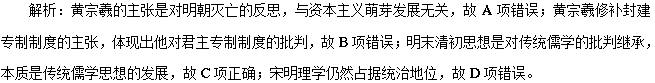 解析：黄宗羲的主张是对明朝灭亡的反思，与资本主义萌芽发展无关，故 A 项错误；黄宗羲修补封建
专制制度的主张，体现出他对君主专制制度的批判，故 B 项错误；明末清初思想是对传统儒学的批判继承，
本质是传统儒学思想的发展，故 C 项正确；宋明理学仍然占据统治地位，故 D 项错误。